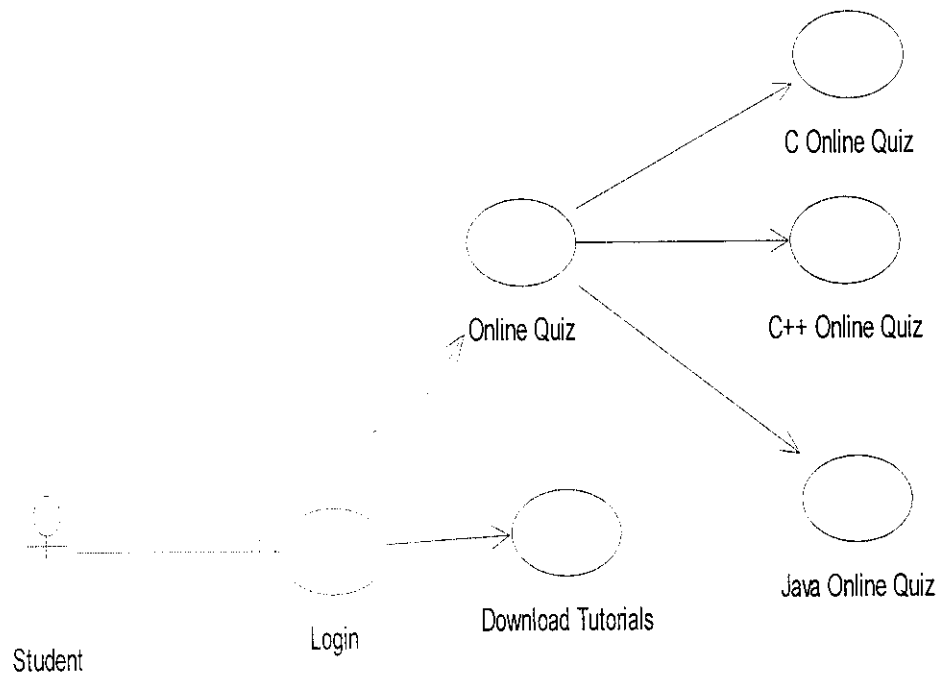 C Online Quiz
Online Quiz
C++ Online Quiz
Java Online Quiz
Download Tutorials
Login
Student